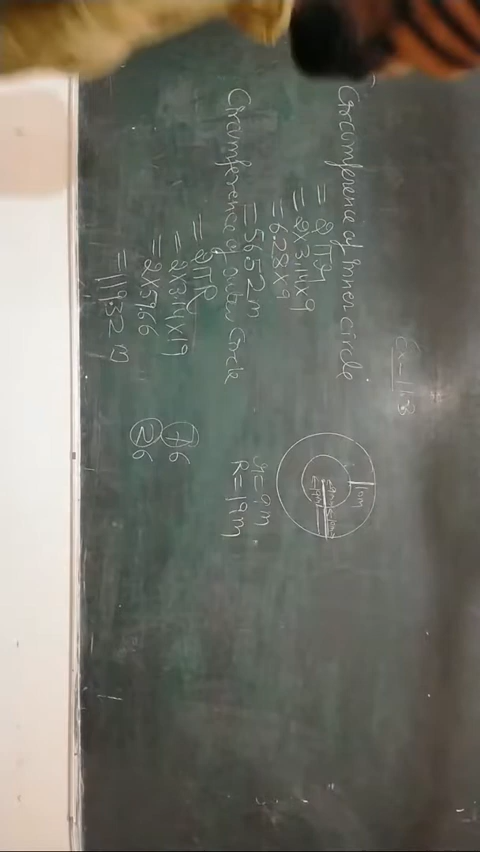 Ex-11.3
Circumference of inner circle
= 2πr
= 2×3.14×9
= 6.28×9
= 56.52 m
Circumference of outer circle
= 2πR
= 2×3.14×19
= 2×59.66
= 119.32 m
10m
r=9m
R=19m
76
26